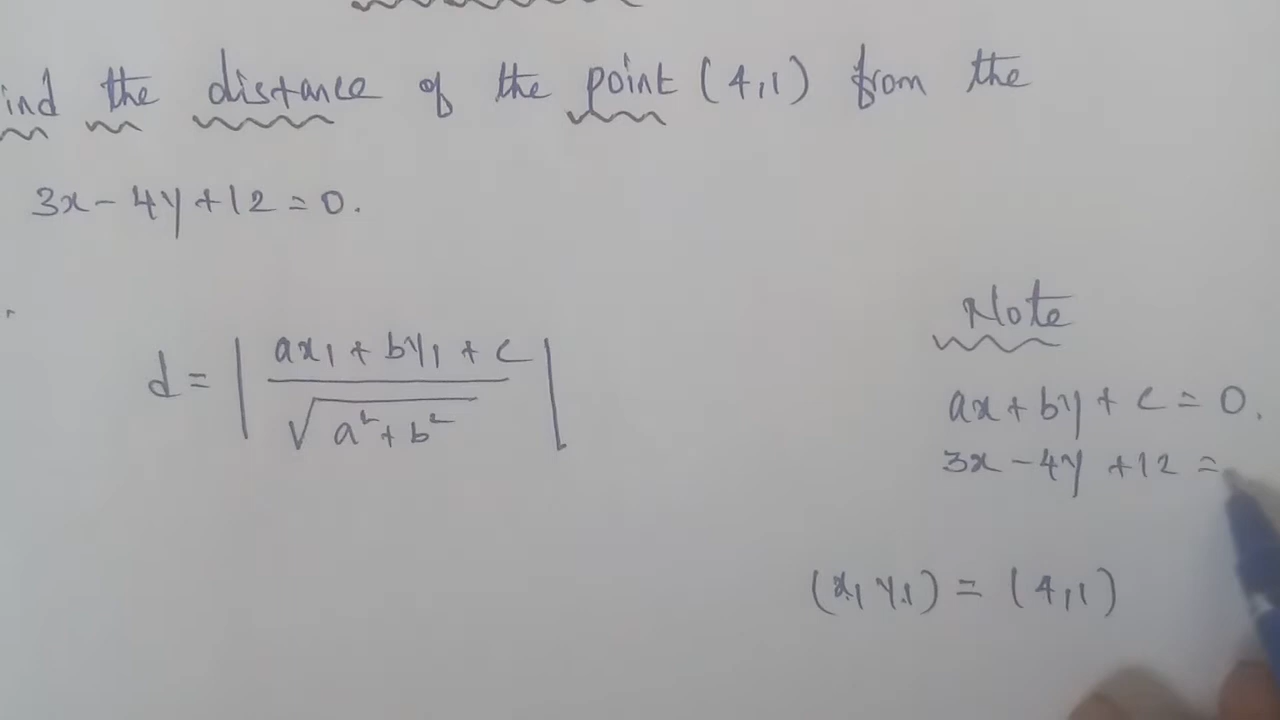 ind the distance of the point (4,1) from the
3x - 4y + 12 = 0.
d = | ax₁ + by₁ + c / √a² + b² |
Note
ax + by + c = 0.
3x - 4y + 12 =
(x₁, y₁) = (4,1)